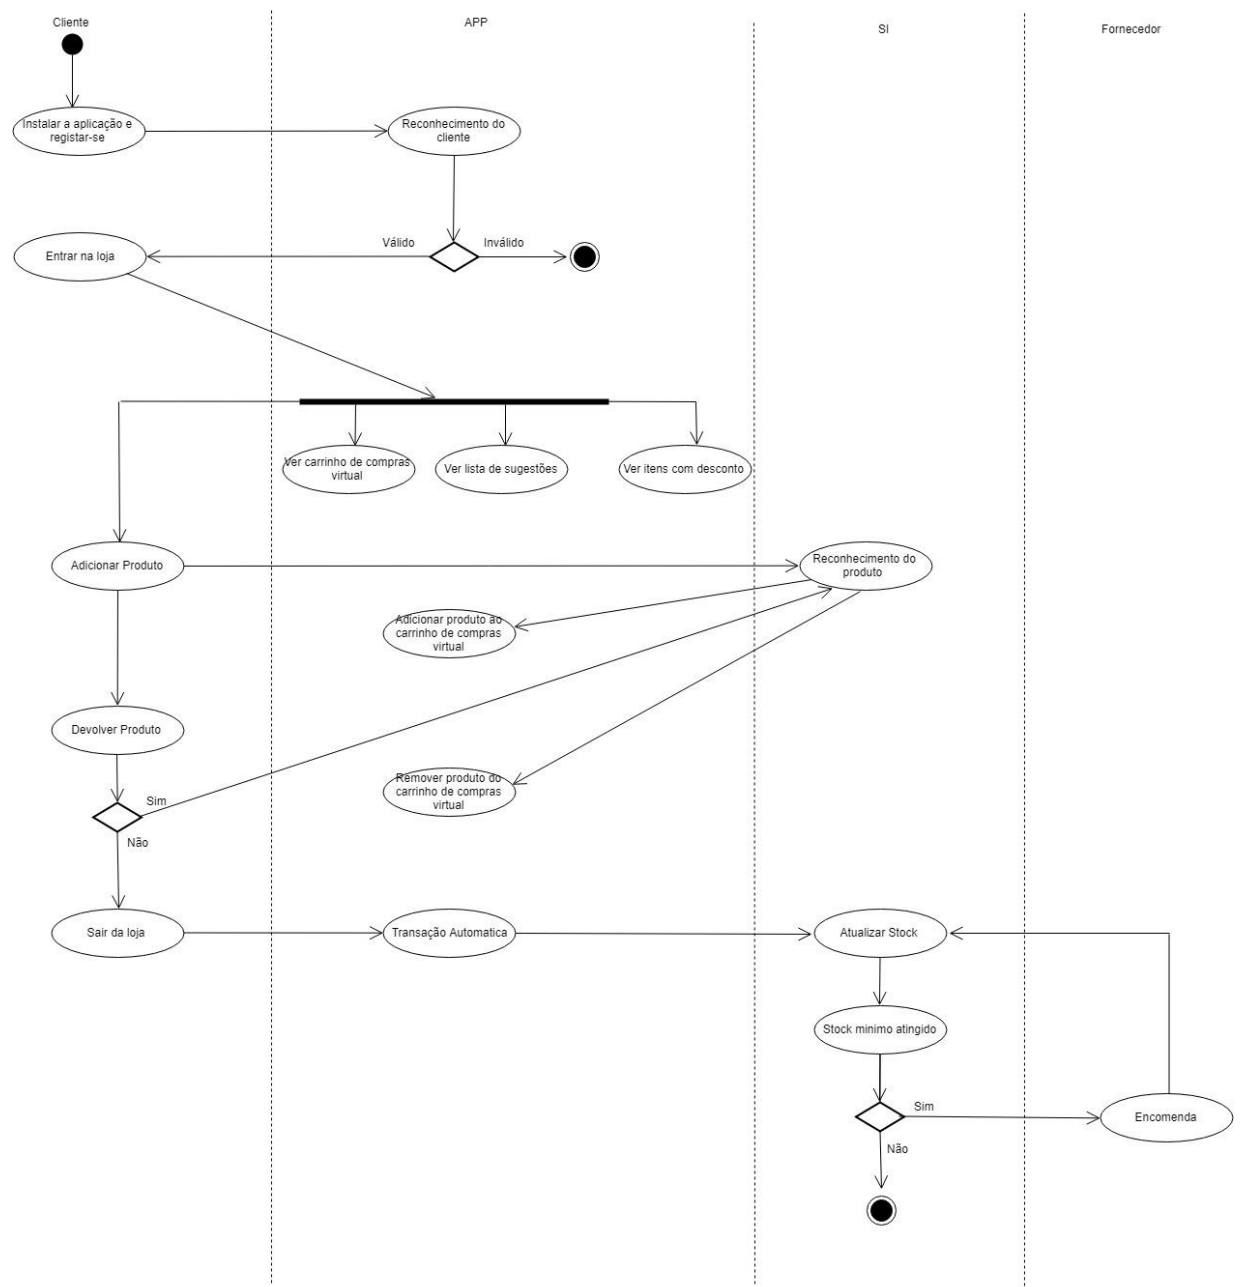 Cliente
APP
SI
Fornecedor
Instalar a aplicação e
registar-se
Reconhecimento do
cliente
Válido
Inválido
Entrar na loja
Ver carrinho de compras
virtual
Ver lista de sugestões
Ver itens com desconto
Adicionar Produto
Reconhecimento do
produto
Adicionar produto ao
carrinho de compras
virtual
Devolver Produto
Remover produto do
carrinho de compras
virtual
Sim
Não
Sair da loja
Transação Automatica
Atualizar Stock
Stock minimo atingido
Sim
Encomenda
Não